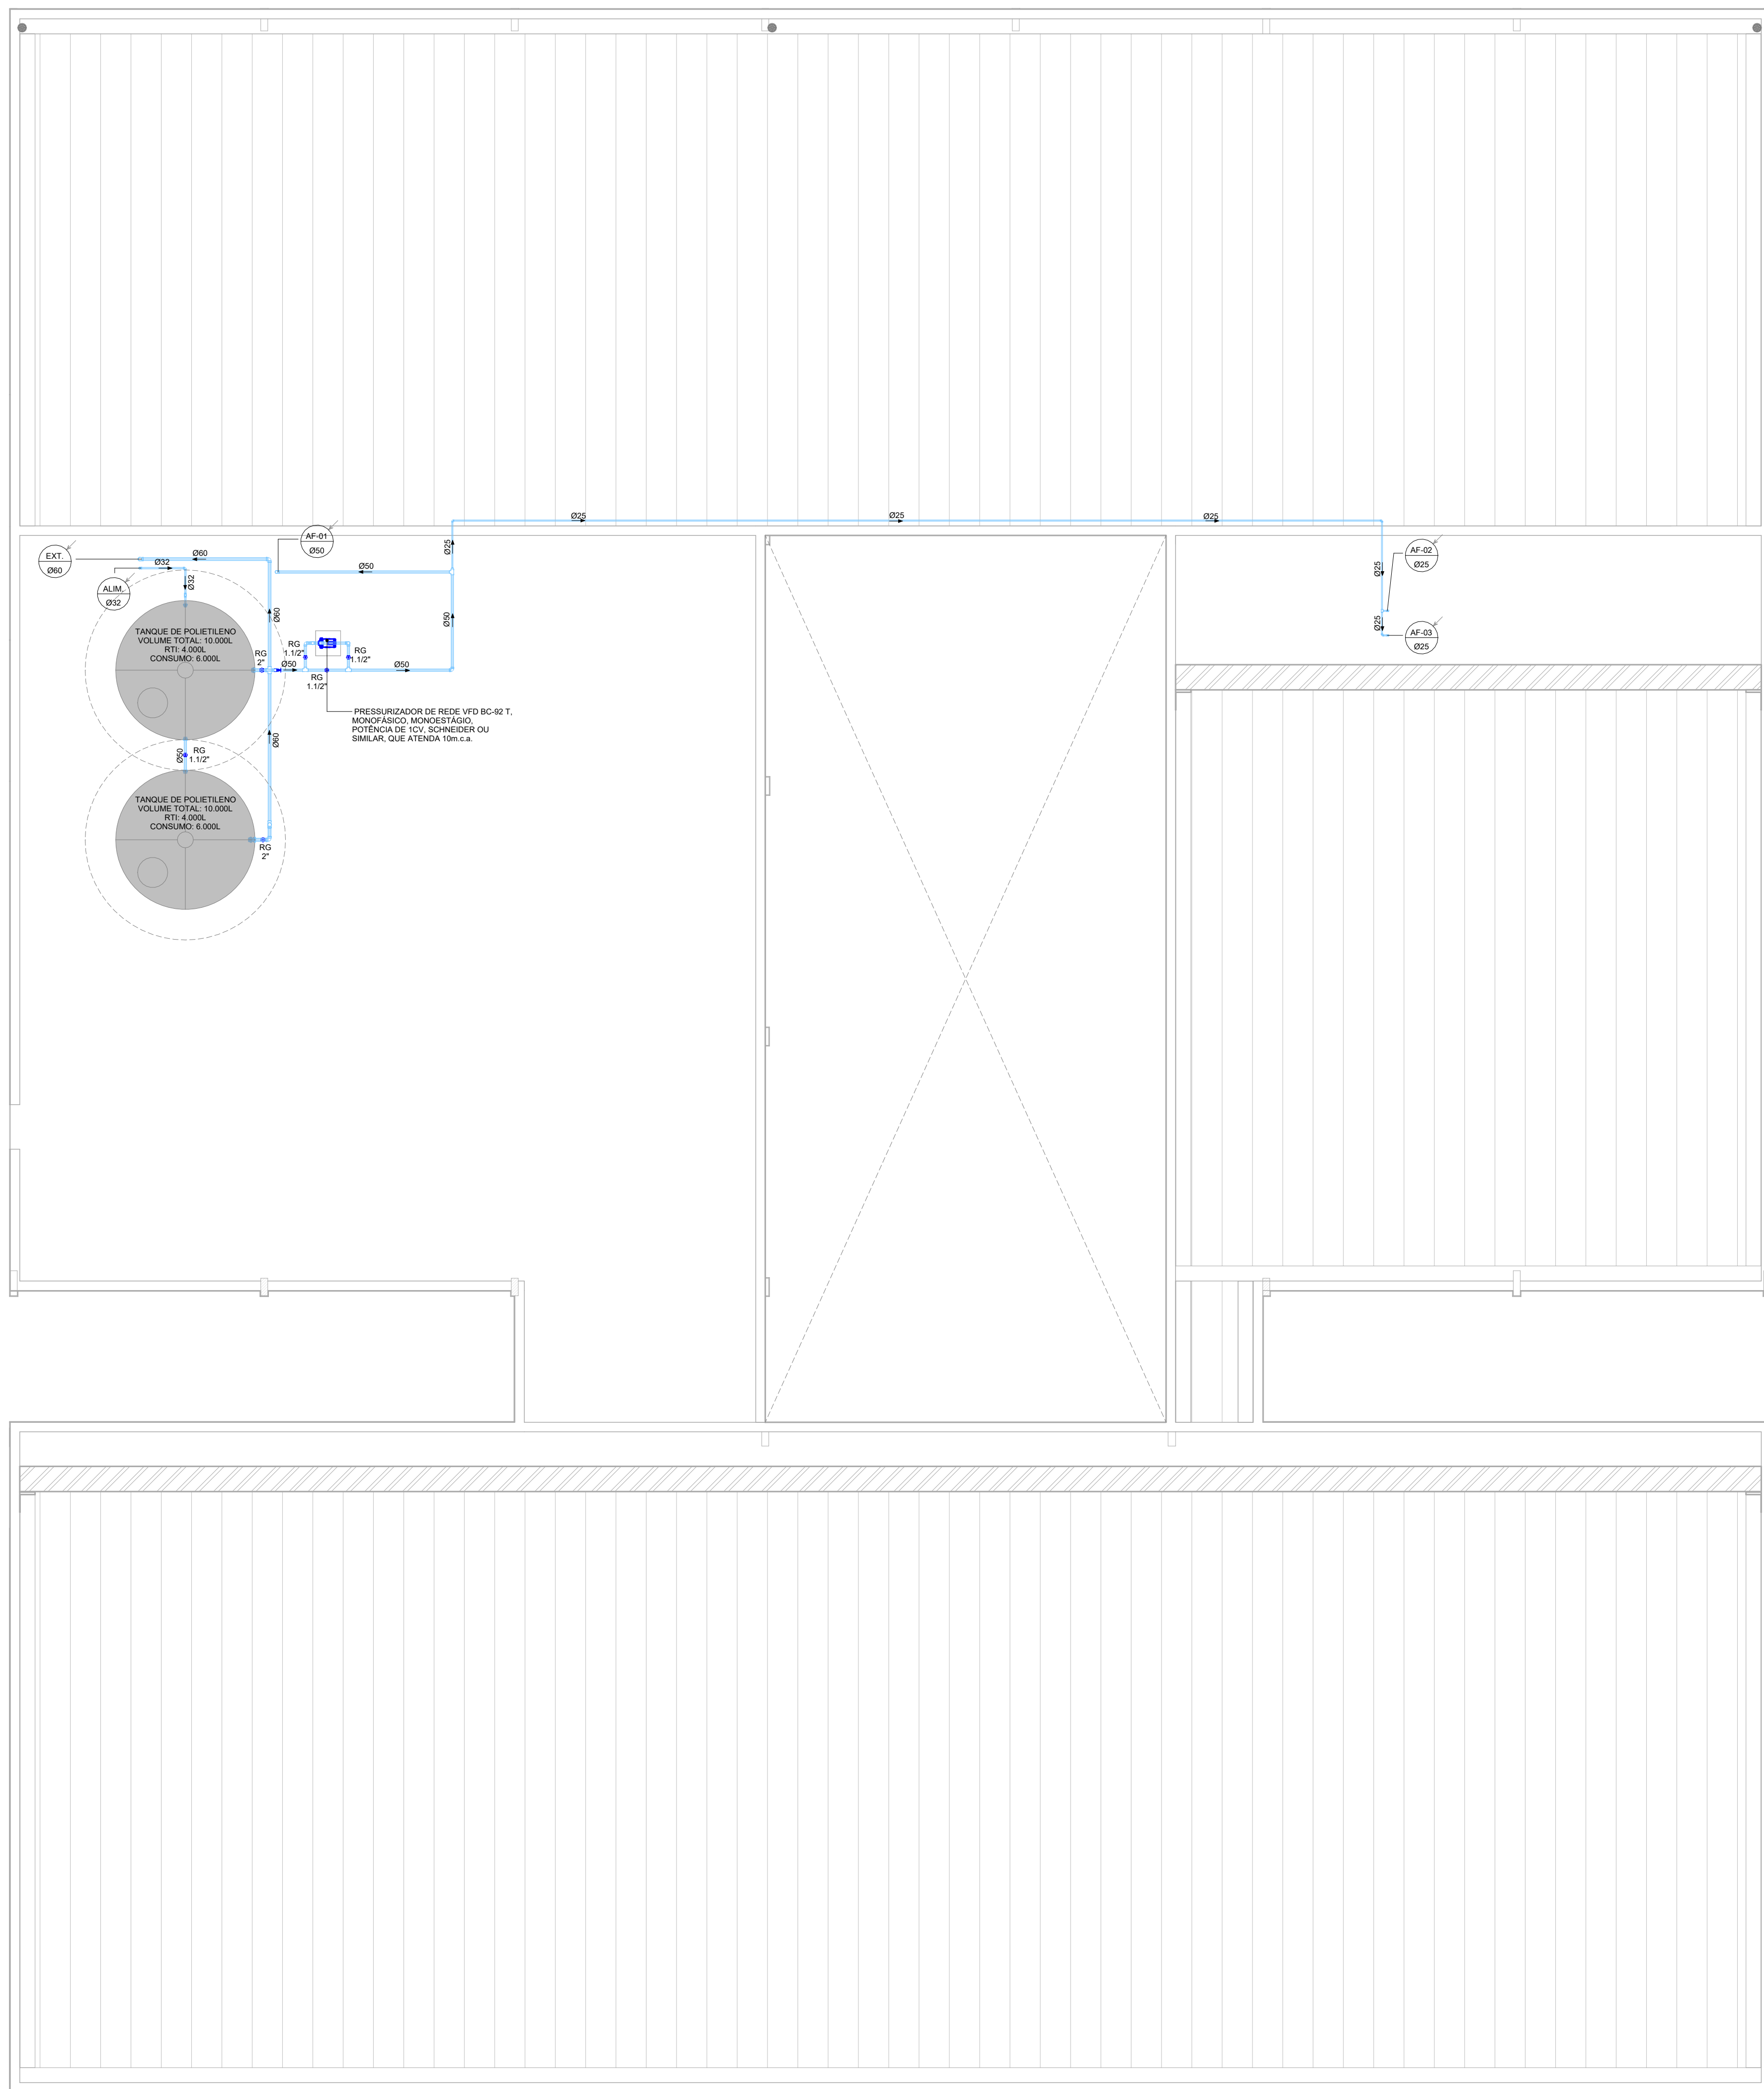 Ø25
Ø25
Ø25
AF-01
Ø50
EXT.
Ø60
Ø60
Ø32
Ø50
Ø25
AF-02
Ø25
Ø25
ALIM.
Ø32
Ø32
Ø60
Ø50
Ø25
AF-03
Ø25
TANQUE DE POLIETILENO
VOLUME TOTAL: 10.000L
RTI: 4.000L
CONSUMO: 6.000L
RG
2"
RG
1.1/2"
RG
1.1/2"
Ø50
Ø50
RG
1.1/2"
PRESSURIZADOR DE REDE VFD BC-92 T,
MONOFÁSICO, MONOESTÁGIO,
POTÊNCIA DE 1CV, SCHNEIDER OU
SIMILAR, QUE ATENDA 10m.c.a.
Ø60
Ø50
RG
1.1/2"
TANQUE DE POLIETILENO
VOLUME TOTAL: 10.000L
RTI: 4.000L
CONSUMO: 6.000L
RG
2"